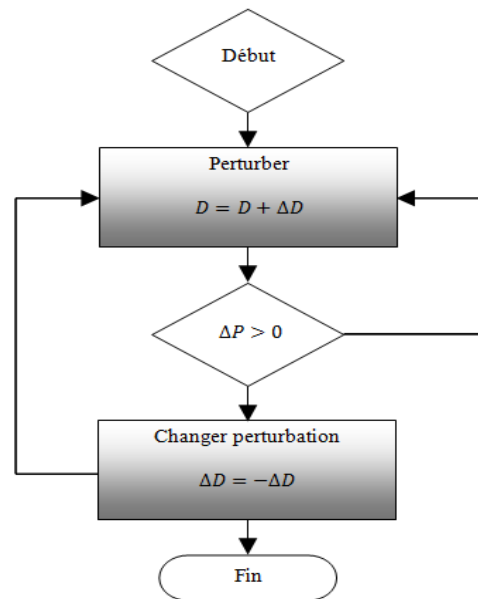 Début
Perturber
D = D + ΔD
ΔP > 0
Changer perturbation
ΔD = −ΔD
Fin